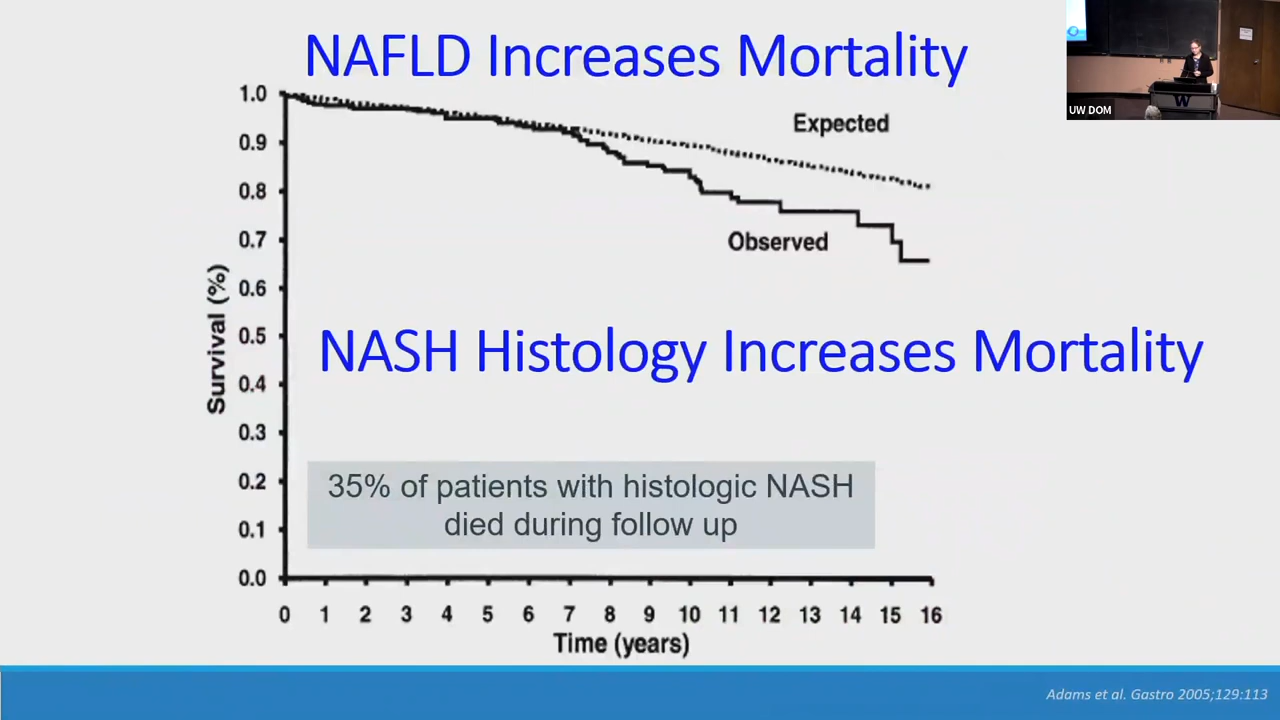 NAFLD Increases Mortality
UW DOM
W
1.0
Expected
0.9
0.8
0.7
Observed
0.6
0.5
NASH Histology Increases Mortality
0.4
0.3
0.2
0.1
0.0
Survival (%)
35% of patients with histologic NASH
died during follow up
0 1 2 3 4 5 6 7 8 9 10 11 12 13 14 15 16
Time (years)
Adams et al. Gastro 2005;129:113